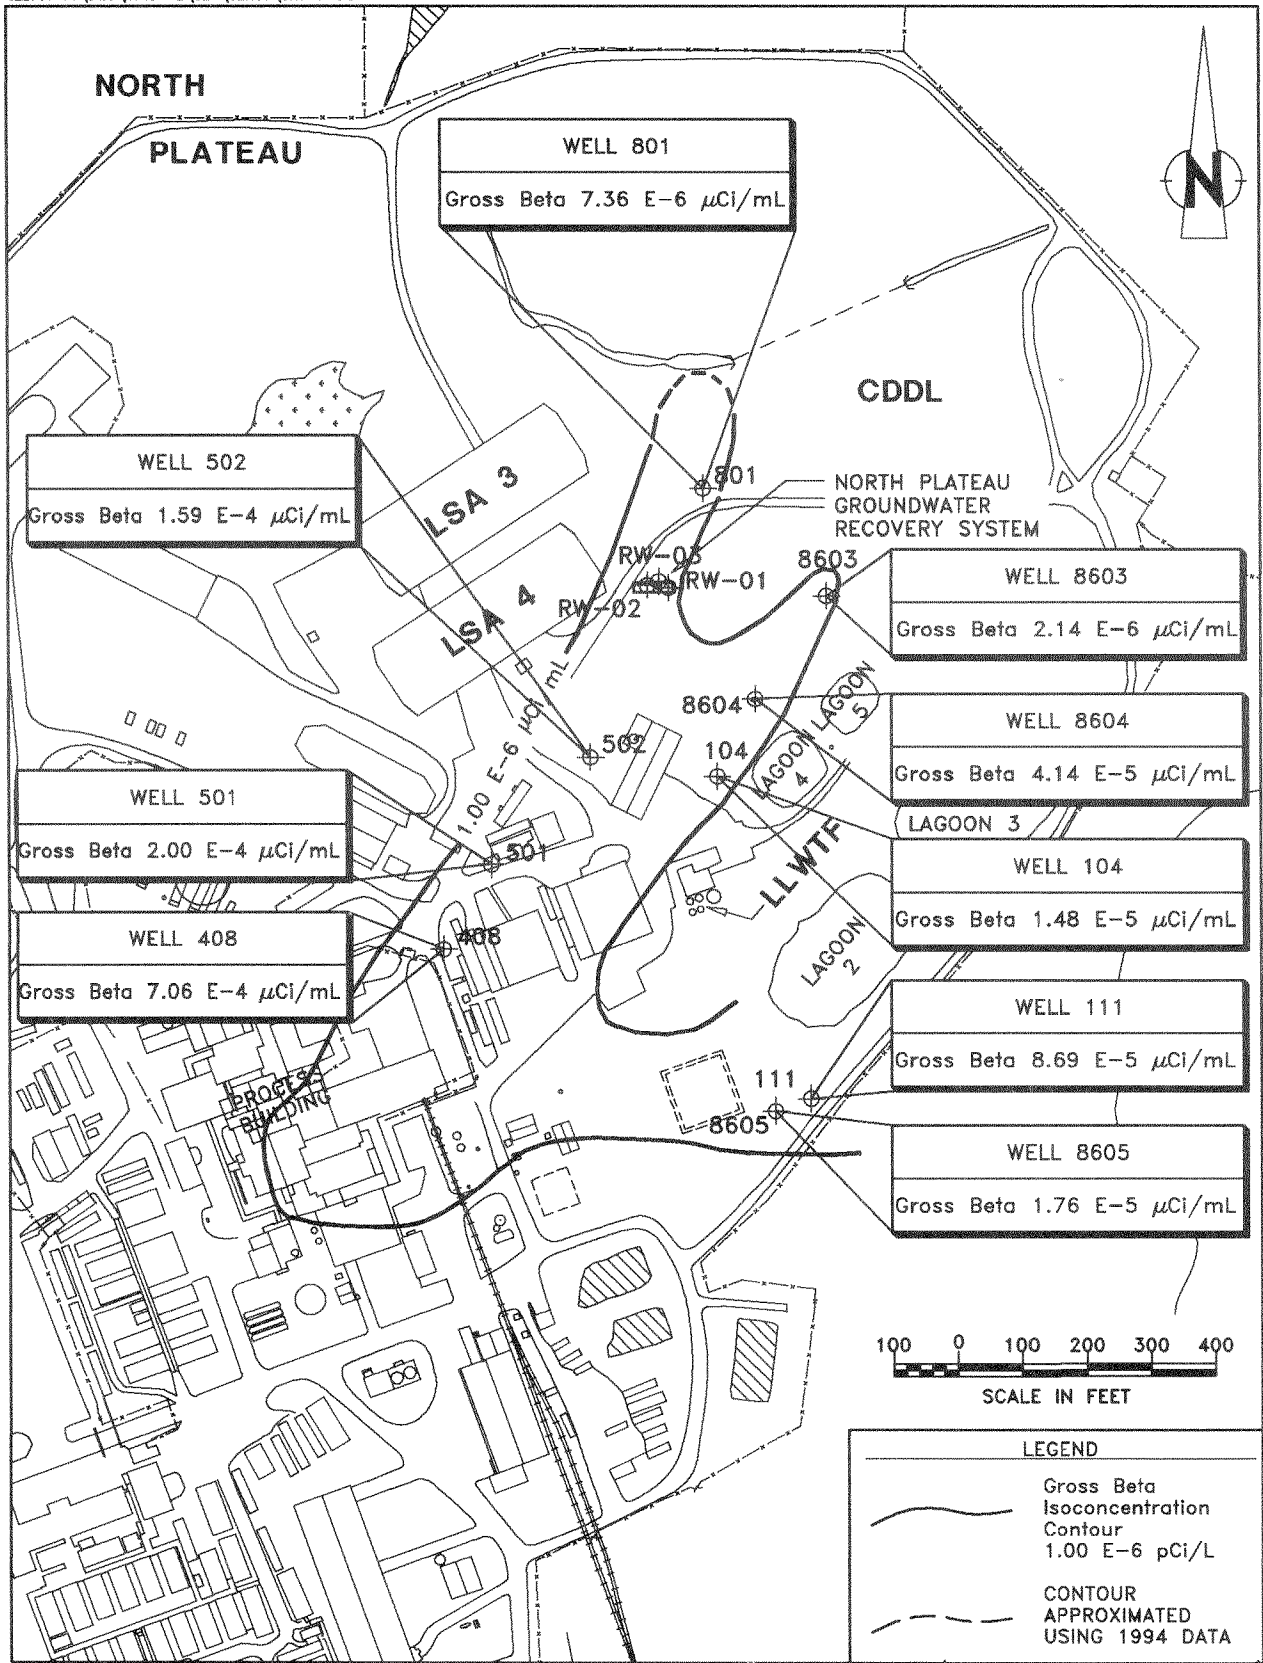 NORTH
PLATEAU
WELL 801
Gross Beta 7.36 E-6 μCi/mL
N
CDDL
WELL 502
Gross Beta 1.59 E-4 μCi/mL
LSA 3
801
NORTH PLATEAU
GROUNDWATER
RECOVERY SYSTEM
RW-03
RW-01
RW-02
8603
WELL 8603
Gross Beta 2.14 E-6 μCi/mL
LSA 4
1.00 E-6 μCi/mL
8604
LAGOON
5
WELL 8604
Gross Beta 4.14 E-5 μCi/mL
502
104
LAGOON
4
WELL 501
Gross Beta 2.00 E-4 μCi/mL
501
LAGOON 3
LLWTF
WELL 104
Gross Beta 1.48 E-5 μCi/mL
WELL 408
Gross Beta 7.06 E-4 μCi/mL
408
LAGOON
2
WELL 111
Gross Beta 8.69 E-5 μCi/mL
PROCESS
BUILDING
111
8605
WELL 8605
Gross Beta 1.76 E-5 μCi/mL
100 0 100 200 300 400
SCALE IN FEET
LEGEND
Gross Beta
Isoconcentration
Contour
1.00 E-6 pCi/L
CONTOUR
APPROXIMATED
USING 1994 DATA